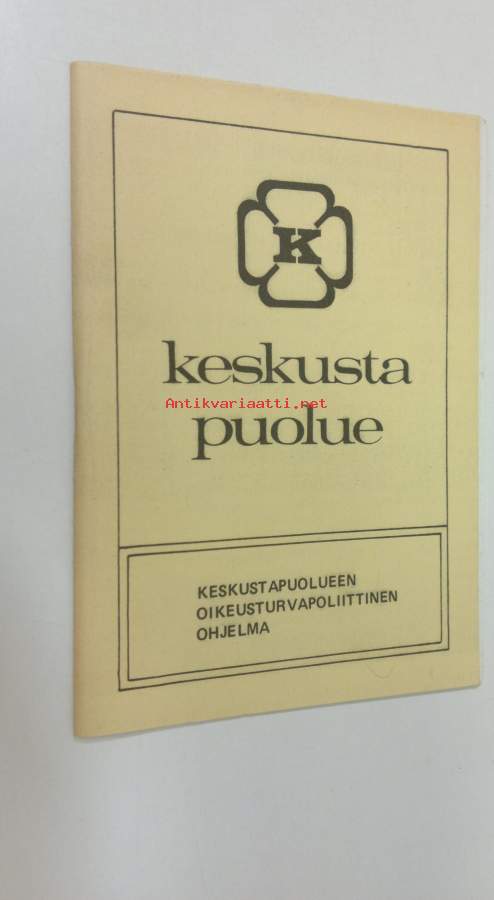 K
keskusta
Antikvariaatti.net
puolue
KESKUSTAPUOLUEEN
OIKEUSTURVAPOLIITTINEN
OHJELMA